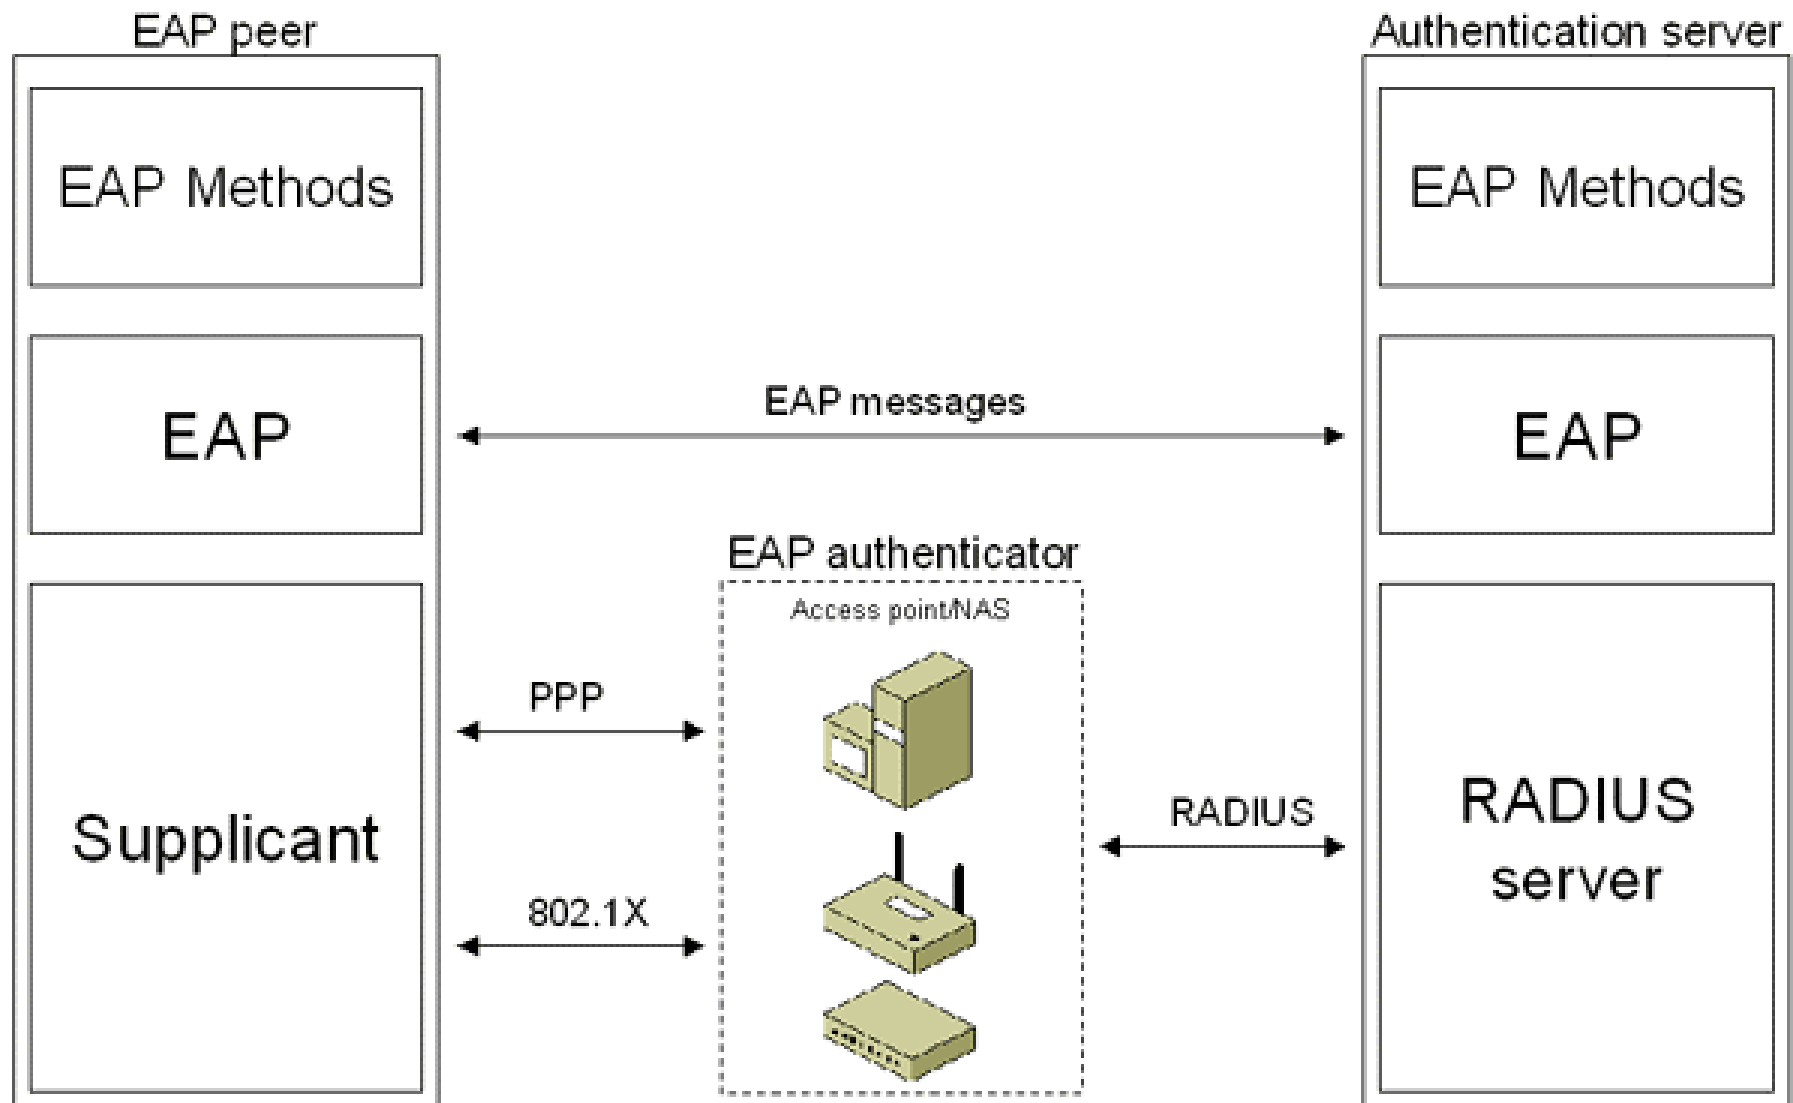 EAP peer
Authentication server
EAP Methods
EAP Methods
EAP messages
EAP
EAP
EAP authenticator
Access point/NAS
PPP
RADIUS
Supplicant
RADIUS
server
802.1X